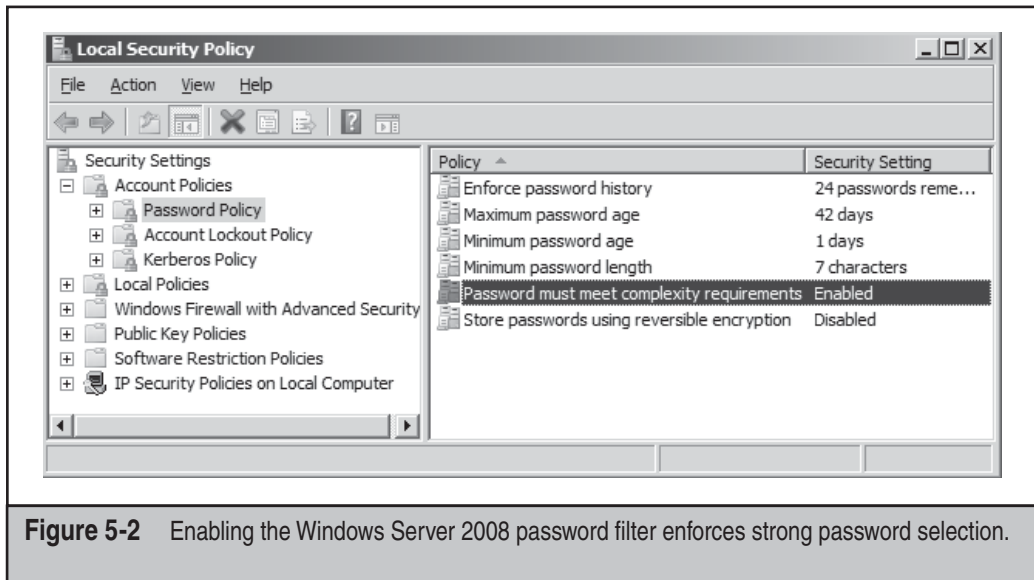 Local Security Policy
File Action View Help
Security Settings
Account Policies
Password Policy
Account Lockout Policy
Kerberos Policy
Local Policies
Windows Firewall with Advanced Security
Public Key Policies
Software Restriction Policies
IP Security Policies on Local Computer
Policy Security Setting
Enforce password history 24 passwords reme...
Maximum password age 42 days
Minimum password age 1 days
Minimum password length 7 characters
Password must meet complexity requirements Enabled
Store passwords using reversible encryption Disabled
Figure 5-2 Enabling the Windows Server 2008 password filter enforces strong password selection.